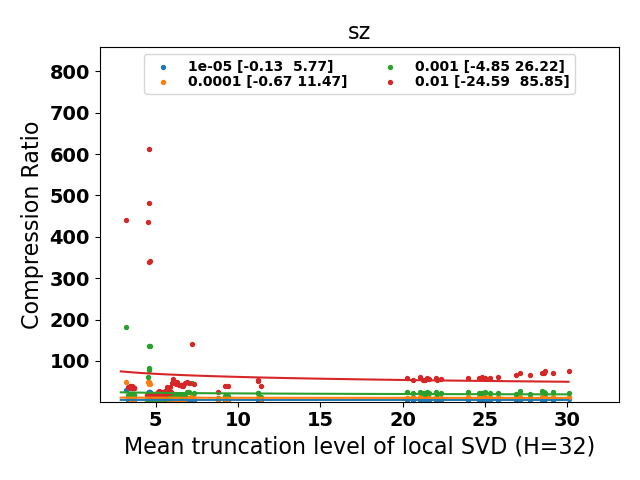 sz
1e-05 [-0.13  5.77]
0.0001 [-0.67 11.47]
0.001 [-4.85 26.22]
0.01 [-24.59  85.85]
Compression Ratio
800
700
600
500
400
300
200
100
5 10 15 20 25 30
Mean truncation level of local SVD (H=32)